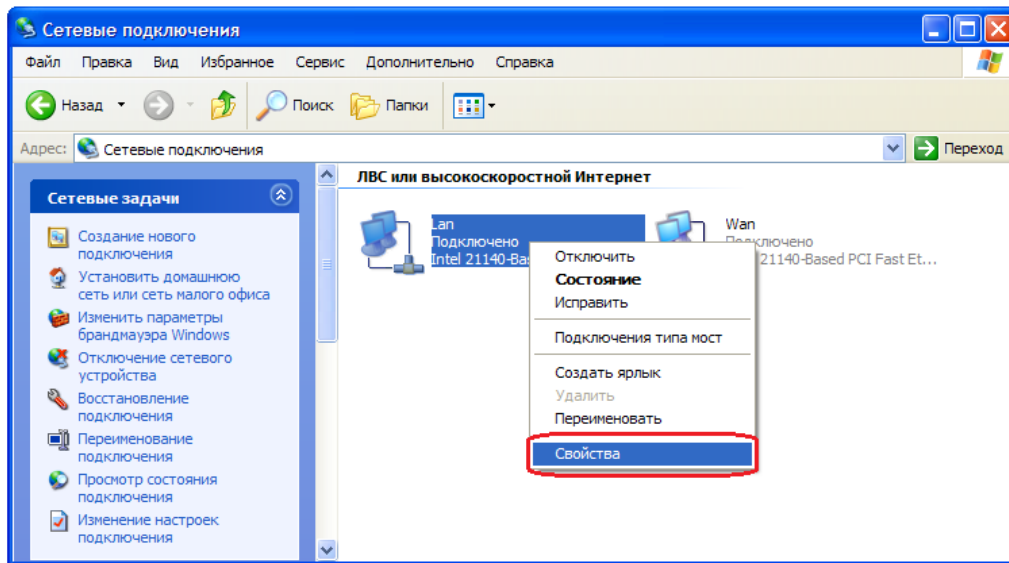 Сетевые подключения
Файл Правка Вид Избранное Сервис Дополнительно Справка
Назад Поиск Папки
Адрес: Сетевые подключения Переход
Сетевые задачи
Создание нового
подключения
Установить домашнюю
сеть или сеть малого офиса
Изменить параметры
брандмауэра Windows
Отключение сетевого
устройства
Восстановление
подключения
Переименование
подключения
Просмотр состояния
подключения
Изменение настроек
подключения
ЛВС или высокоскоростной Интернет
Lan
Подключено
Intel 21140-Bas
Wan
Подключено
21140-Based PCI Fast Et...
Отключить
Состояние
Исправить
Подключения типа мост
Создать ярлык
Удалить
Переименовать
Свойства